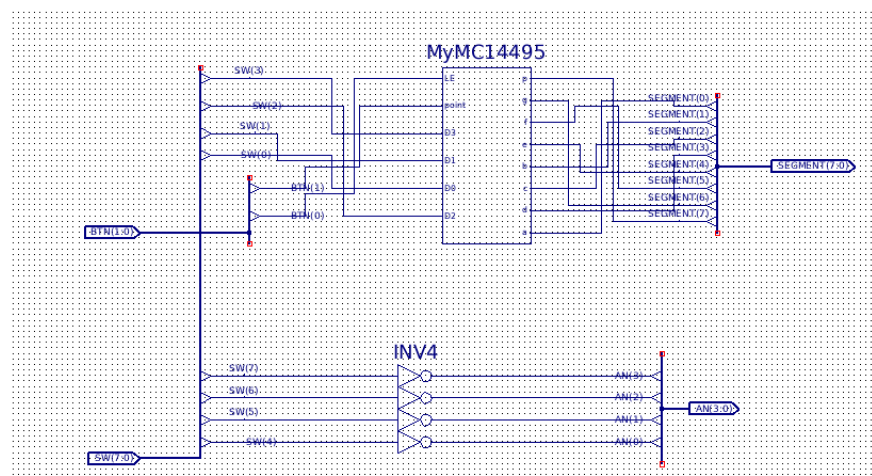 MyMC14495
SW(3)
SW(2)
SW(1)
SW(0)
BTN(1)
BTN(0)
BTN(1:0)
LE
point
D3
D1
D0
D2
p
g
f
e
b
c
d
a
SEGMENT(0)
SEGMENT(1)
SEGMENT(2)
SEGMENT(3)
SEGMENT(4)
SEGMENT(5)
SEGMENT(6)
SEGMENT(7)
SEGMENT(7:0)
INV4
SW(7)
SW(6)
SW(5)
SW(4)
SW(7:0)
AN(3)
AN(2)
AN(1)
AN(0)
AN(3:0)